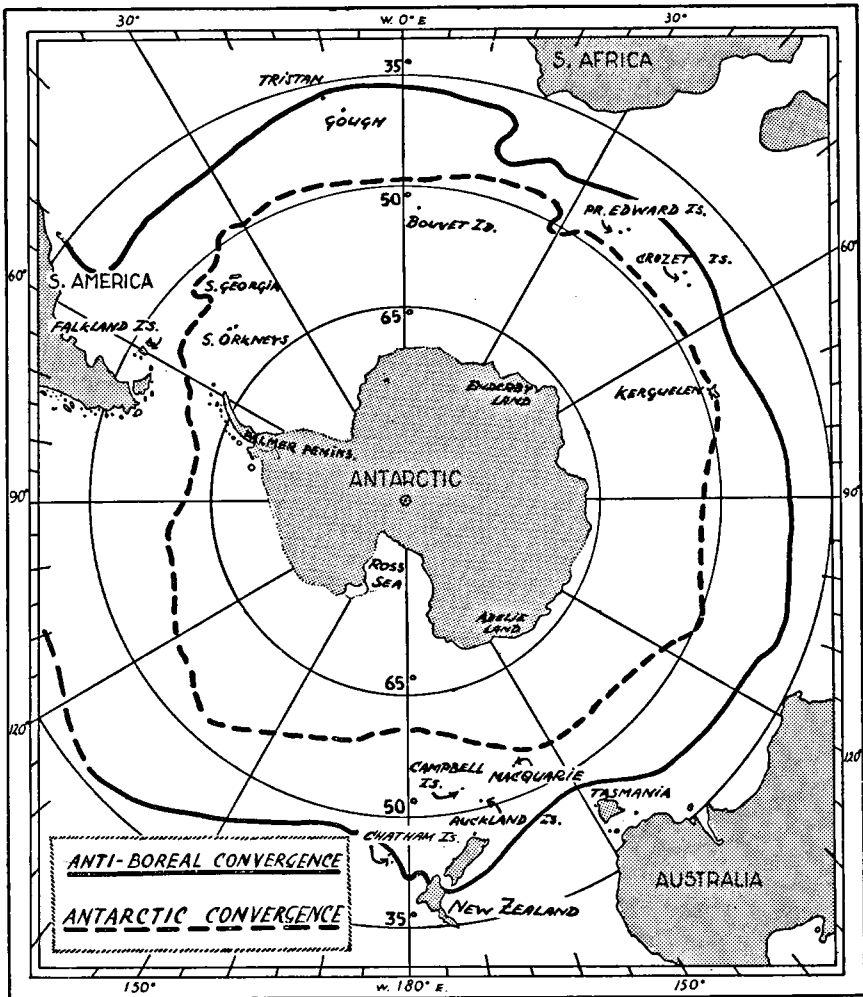 30°
W. 0° E
30°
35°
S. AFRICA
TRISTAN
GOUGH
50°
BOUVET ID.
PR. EDWARD IS.
CROZET IS.
60°
60°
S. AMERICA
S. GEORGIA
FALKLAND IS.
S. ORKNEYS
65°
ENDERBY
LAND
KERGUELEN
PALMER PENINS.
ANTARCTIC
90°
90°
ROSS
SEA
ADELIE
LAND
65°
120°
120°
CAMPBELL
IS.
MACQUARIE
50°
AUCKLAND IS.
TASMANIA
CHATHAM IS.
ANTI-BOREAL CONVERGENCE
AUSTRALIA
ANTARCTIC CONVERGENCE
NEW ZEALAND
35°
150°
W. 180° E.
150°